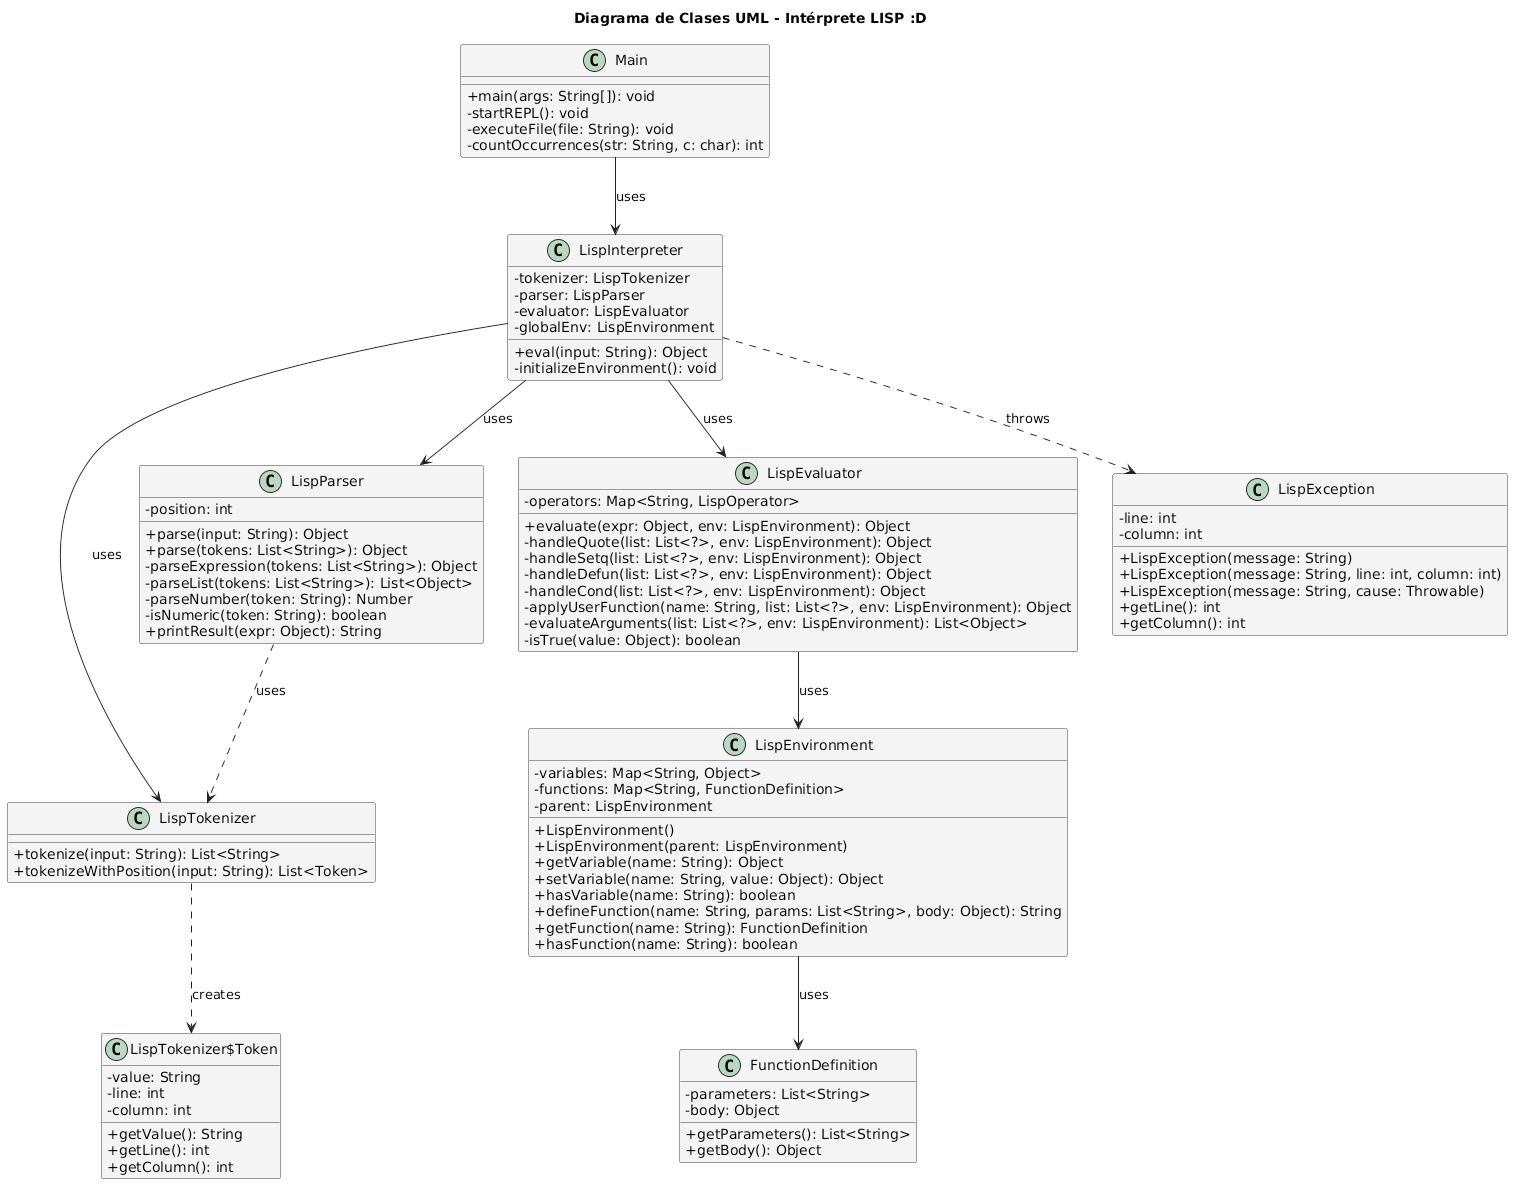 Diagrama de Clases UML - Intérprete LISP :D
C Main
+main(args: String[]): void
-startREPL(): void
-executeFile(file: String): void
-countOccurrences(str: String, c: char): int
uses
C LispInterpreter
-tokenizer: LispTokenizer
-parser: LispParser
-evaluator: LispEvaluator
-globalEnv: LispEnvironment
+eval(input: String): Object
-initializeEnvironment(): void
uses
uses
uses
throws
C LispParser
-position: int
+parse(input: String): Object
+parse(tokens: List<String>): Object
-parseExpression(tokens: List<String>): Object
-parseList(tokens: List<String>): List<Object>
-parseNumber(token: String): Number
-isNumeric(token: String): boolean
+printResult(expr: Object): String
C LispEvaluator
-operators: Map<String, LispOperator>
+evaluate(expr: Object, env: LispEnvironment): Object
-handleQuote(list: List<?>, env: LispEnvironment): Object
-handleSetq(list: List<?>, env: LispEnvironment): Object
-handleDefun(list: List<?>, env: LispEnvironment): Object
-handleCond(list: List<?>, env: LispEnvironment): Object
-applyUserFunction(name: String, list: List<?>, env: LispEnvironment): Object
-evaluateArguments(list: List<?>, env: LispEnvironment): List<Object>
-isTrue(value: Object): boolean
C LispException
-line: int
-column: int
+LispException(message: String)
+LispException(message: String, line: int, column: int)
+LispException(message: String, cause: Throwable)
+getLine(): int
+getColumn(): int
uses
uses
C LispTokenizer
+tokenize(input: String): List<String>
+tokenizeWithPosition(input: String): List<Token>
C LispEnvironment
-variables: Map<String, Object>
-functions: Map<String, FunctionDefinition>
-parent: LispEnvironment
+LispEnvironment()
+LispEnvironment(parent: LispEnvironment)
+getVariable(name: String): Object
+setVariable(name: String, value: Object): Object
+hasVariable(name: String): boolean
+defineFunction(name: String, params: List<String>, body: Object): String
+getFunction(name: String): FunctionDefinition
+hasFunction(name: String): boolean
creates
uses
C LispTokenizer$Token
-value: String
-line: int
-column: int
+getValue(): String
+getLine(): int
+getColumn(): int
C FunctionDefinition
-parameters: List<String>
-body: Object
+getParameters(): List<String>
+getBody(): Object